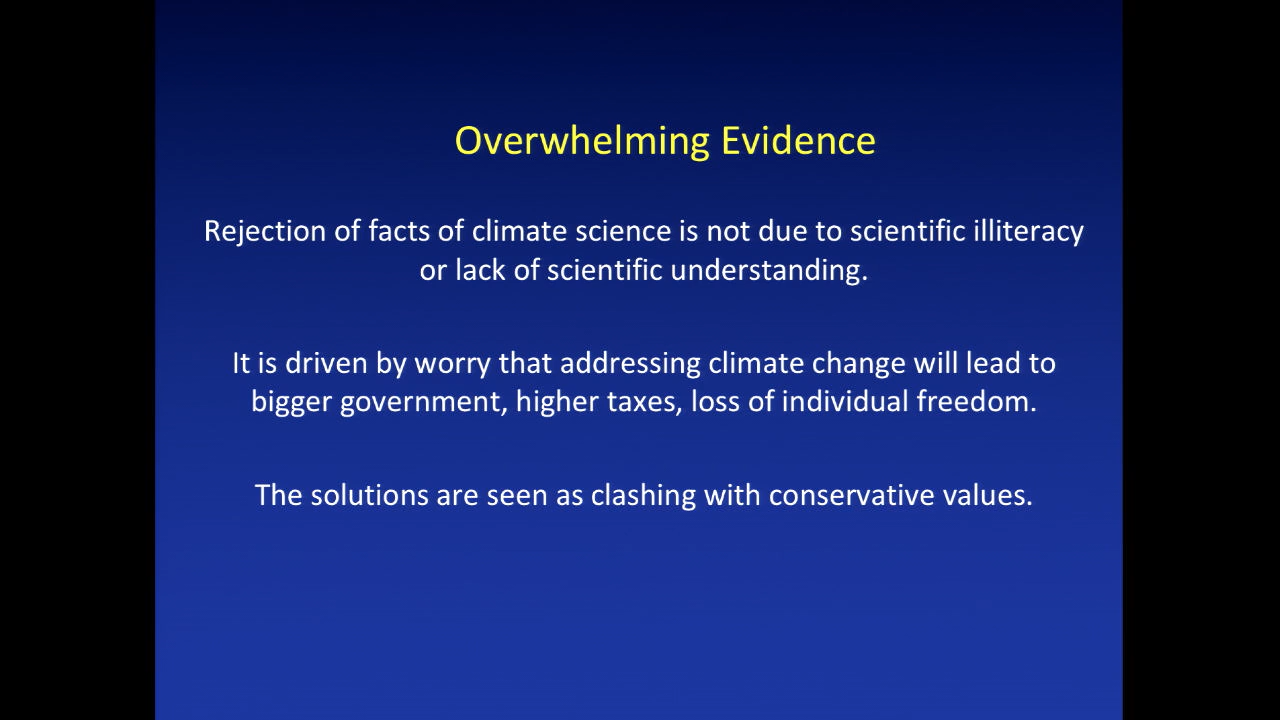 Overwhelming Evidence
Rejection of facts of climate science is not due to scientific illiteracy
or lack of scientific understanding.
It is driven by worry that addressing climate change will lead to
bigger government, higher taxes, loss of individual freedom.
The solutions are seen as clashing with conservative values.